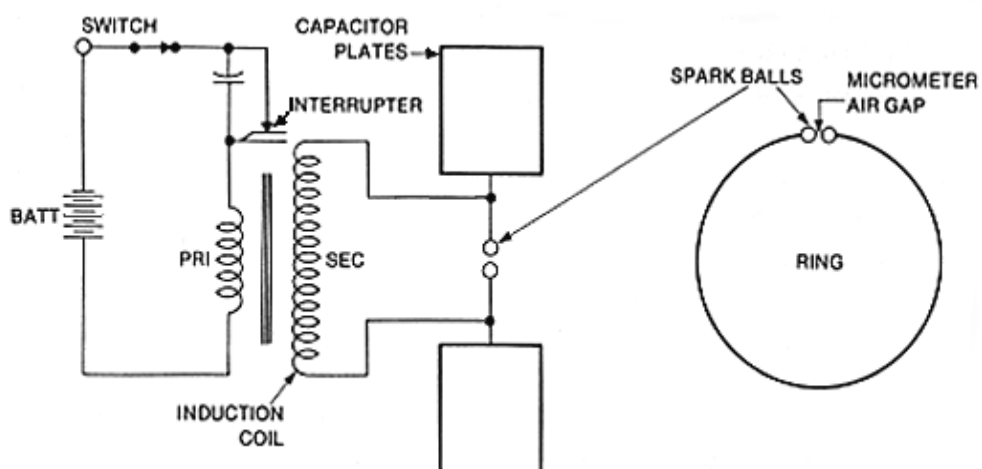 SWITCH
CAPACITOR
PLATES
SPARK BALLS
MICROMETER
AIR GAP
INTERRUPTER
BATT
PRI
SEC
RING
INDUCTION
COIL